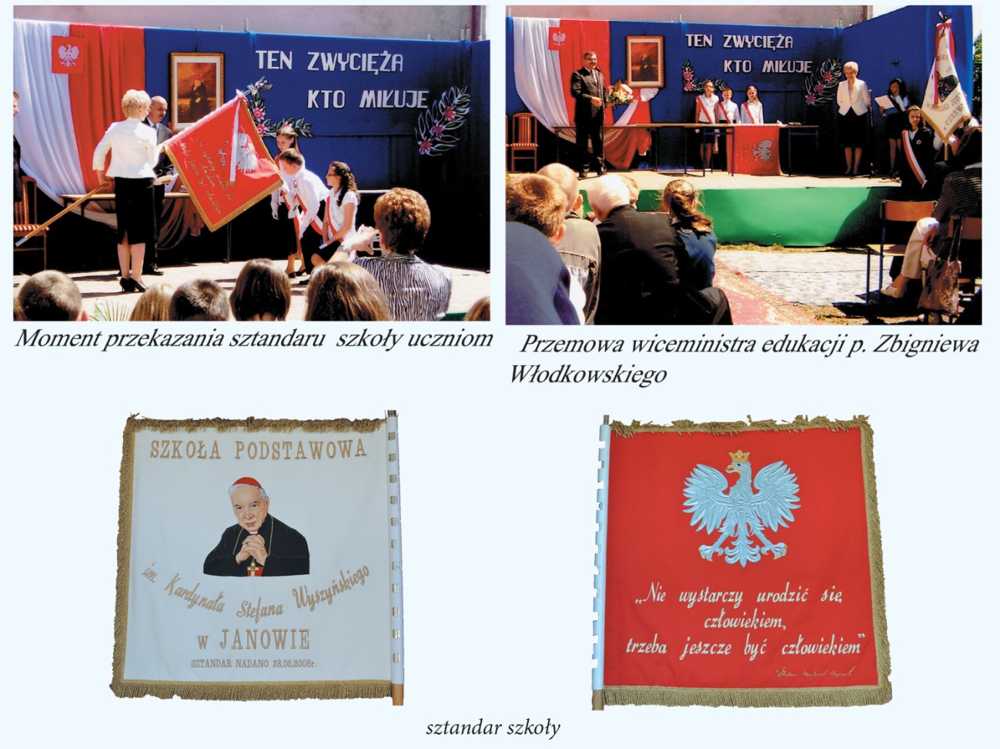 TEN ZWYCIĘŻA
KTO MIŁUJE
TEN ZWYCIĘŻA
KTO MIŁUJE
Moment przekazania sztandaru szkoły uczniom
Przemowa wiceministra edukacji p. Zbigniewa
Włodkowskiego
SZKOŁA PODSTAWOWA
im. Kardynała Stefana Wyszyńskiego
w JANOWIE
SZTANDAR NADANO 28.05.2008r.
„Nie wystarczy urodzić się
człowiekiem,
trzeba jeszcze być człowiekiem”
sztandar szkoły